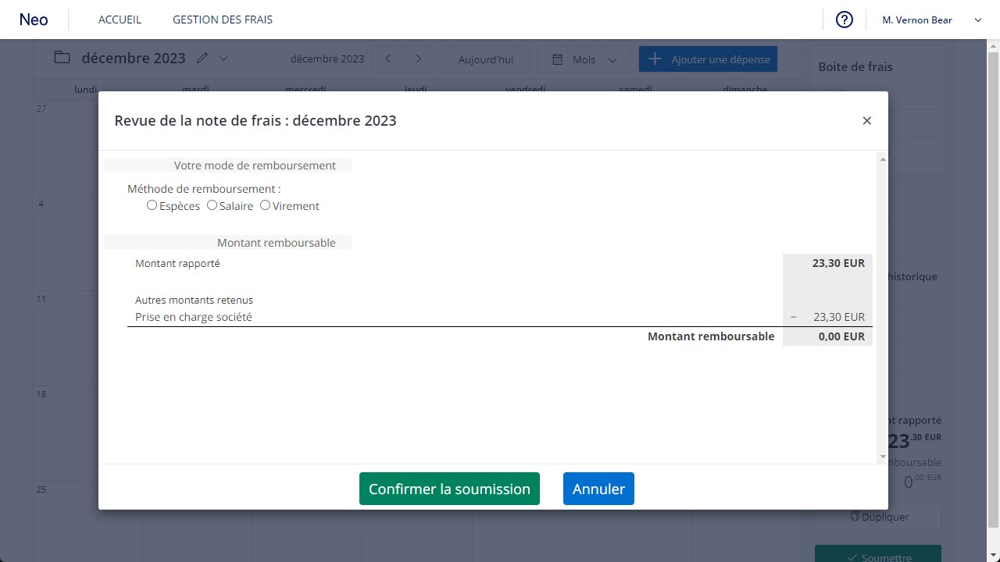 Neo
ACCUEIL
GESTION DES FRAIS
M. Vernon Bear
décembre 2023
décembre 2023
Aujourd'hui
Mois
Ajouter une dépense
Boite de frais
lundi mardi mercredi jeudi vendredi samedi dimanche
27
4
11
18
25
Revue de la note de frais : décembre 2023
×
Votre mode de remboursement
Méthode de remboursement :
Espèces Salaire Virement
Montant remboursable
Montant rapporté 23,30 EUR
Autres montants retenus
Prise en charge société − 23,30 EUR
Montant remboursable 0,00 EUR
Confirmer la soumission
Annuler
historique
nt rapporté
23.30 EUR
nboursable
0.00 EUR
Dupliquer
Soumettre